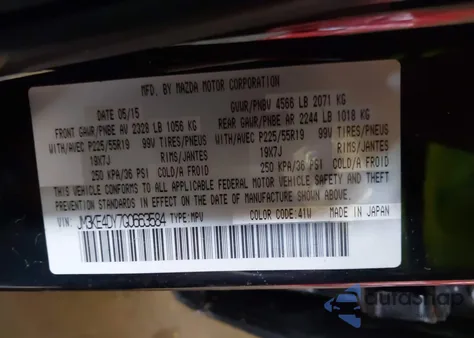 MFD. BY MAZDA MOTOR CORPORATION
DATE 05/15 GVWR/PNBV 4566 LB 2071 KG
FRONT GAWR/PNBE AV 2328 LB 1056 KG REAR GAWR/PNBE AR 2244 LB 1018 KG
WITH/AVEC P225/55R19 99V TIRES/PNEUS WITH/AVEC P225/55R19 99V TIRES/PNEUS
19X7J RIMS/JANTES 19X7J RIMS/JANTES
250 KPA/36 PSI COLD/A FROID 250 KPA/36 PSI COLD/A FROID
THIS VEHICLE CONFORMS TO ALL APPLICABLE FEDERAL MOTOR VEHICLE SAFETY AND THEFT
PREVENTION STANDARDS IN EFFECT ON THE DATE OF MANUFACTURE SHOWN ABOVE.
VIN: JM3KE4DY7G0663584 TYPE: MPV COLOR CODE: 41U MADE IN JAPAN
autosnap